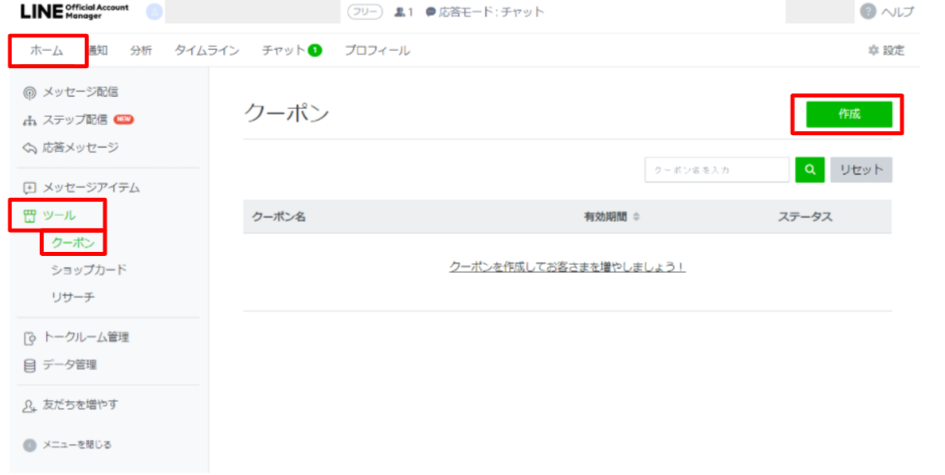 LINE Official Account Manager
フリー 1 応答モード:チャット ヘルプ
ホーム 通知 分析 タイムライン チャット 1 プロフィール 設定
メッセージ配信
ステップ配信 NEW
応答メッセージ
メッセージアイテム
ツール
クーポン
ショップカード
リサーチ
トークルーム管理
データ管理
友だちを増やす
メニューを閉じる
クーポン 作成
クーポン名を入力 リセット
クーポン名 有効期間 ステータス
クーポンを作成してお客さまを増やしましょう!